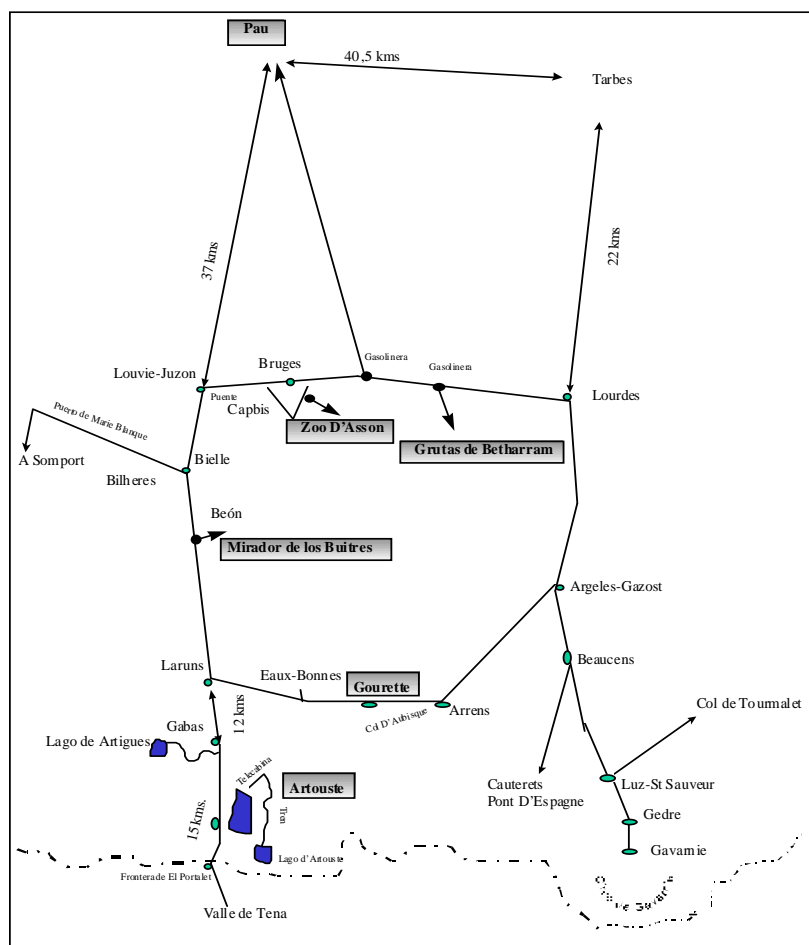 Pau
40,5 kms
Tarbes
37 kms
22 kms
Gasolinera
Bruges
Gasolinera
Louvie-Juzon
Puente
Capbis
Lourdes
Zoo D'Asson
Puerto de Marie Blanque
Grutas de Betharram
A Somport
Bielle
Bilheres
Beón
Mirador de los Buitres
Argeles-Gazost
Beaucens
Laruns
Eaux-Bonnes
Gourette
Col D'Aubisque
Arrens
Col de Tourmalet
12 kms
Gabas
Lago de Artigues
Telecabina
Artouste
Cauterets
Pont D'Espagne
Luz-St Sauveur
15 kms.
Tren
Gedre
Lago d'Artouste
Gavarnie
Frontera de El Portalet
Valle de Tena